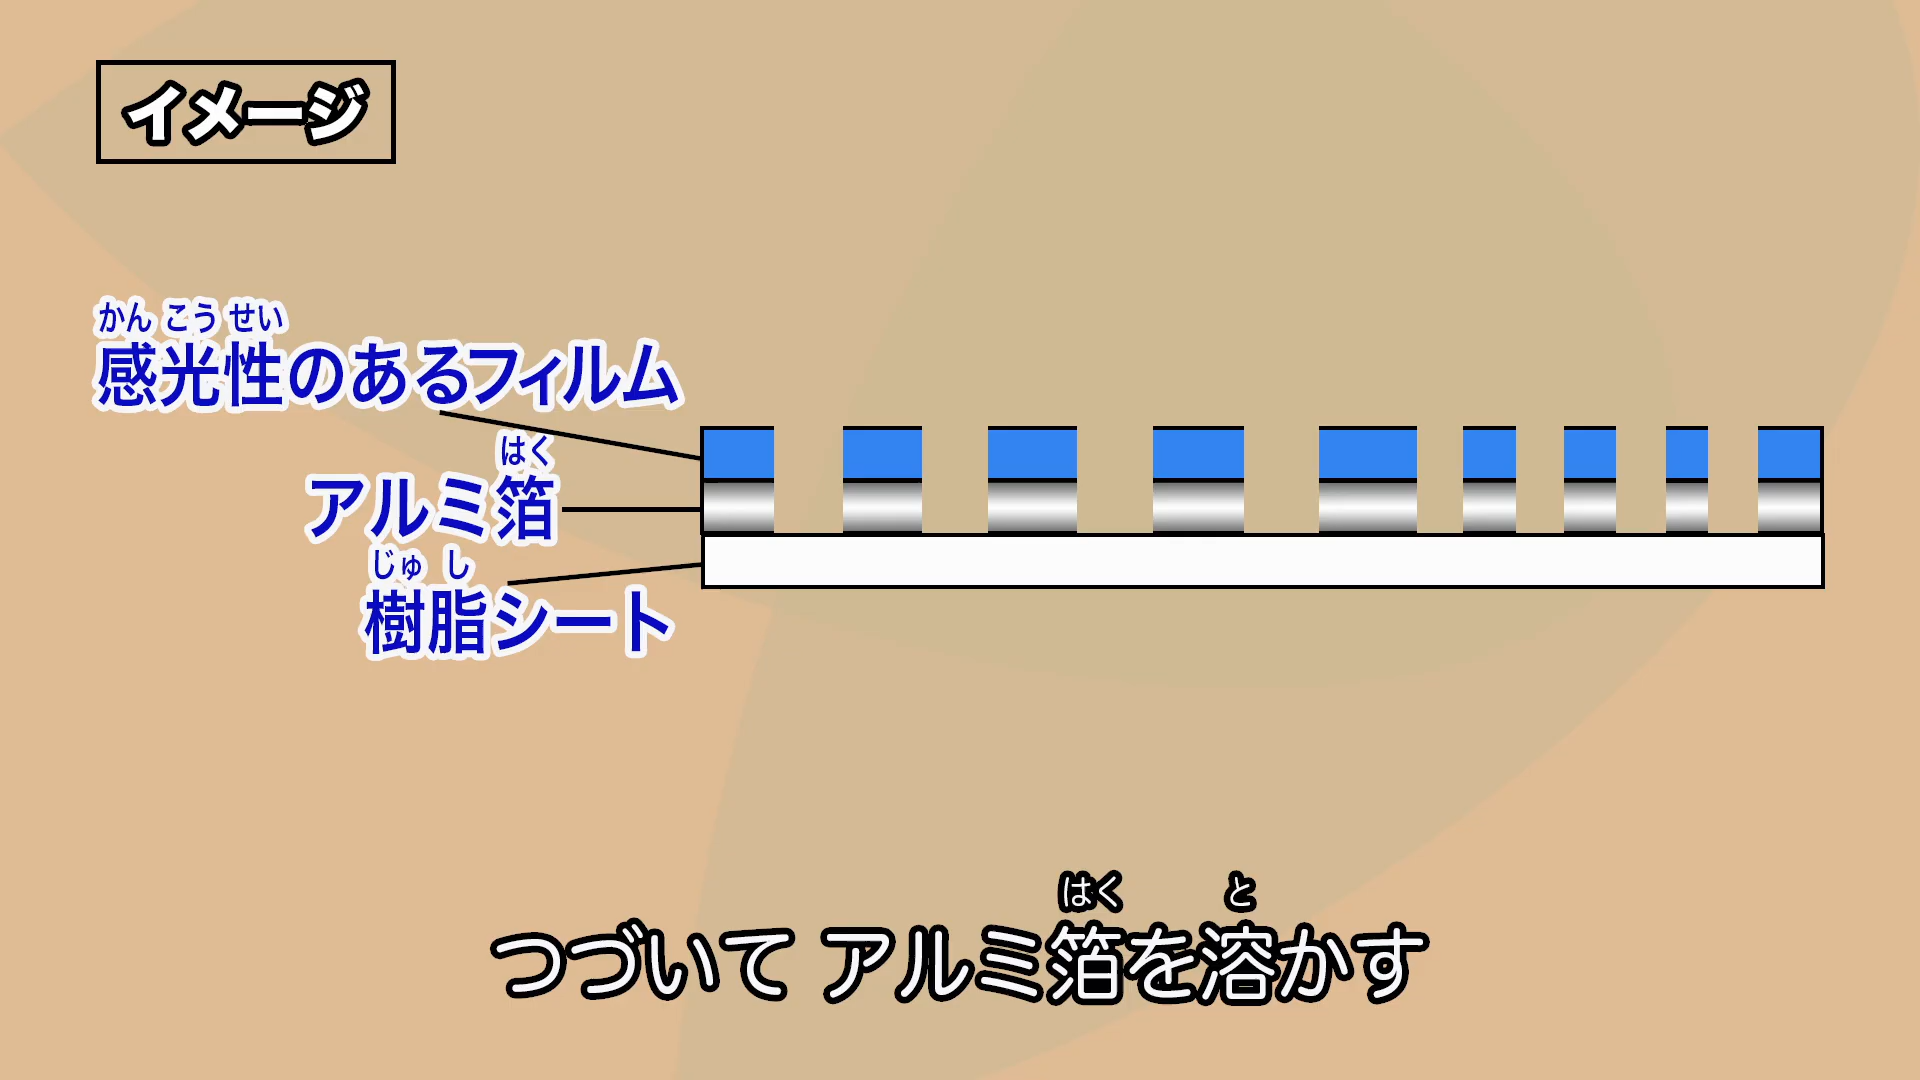 イメージ
かんこうせい
感光性のあるフィルム
はく
アルミ箔
じゅし
樹脂シート
はく と
つづいて アルミ箔を溶かす